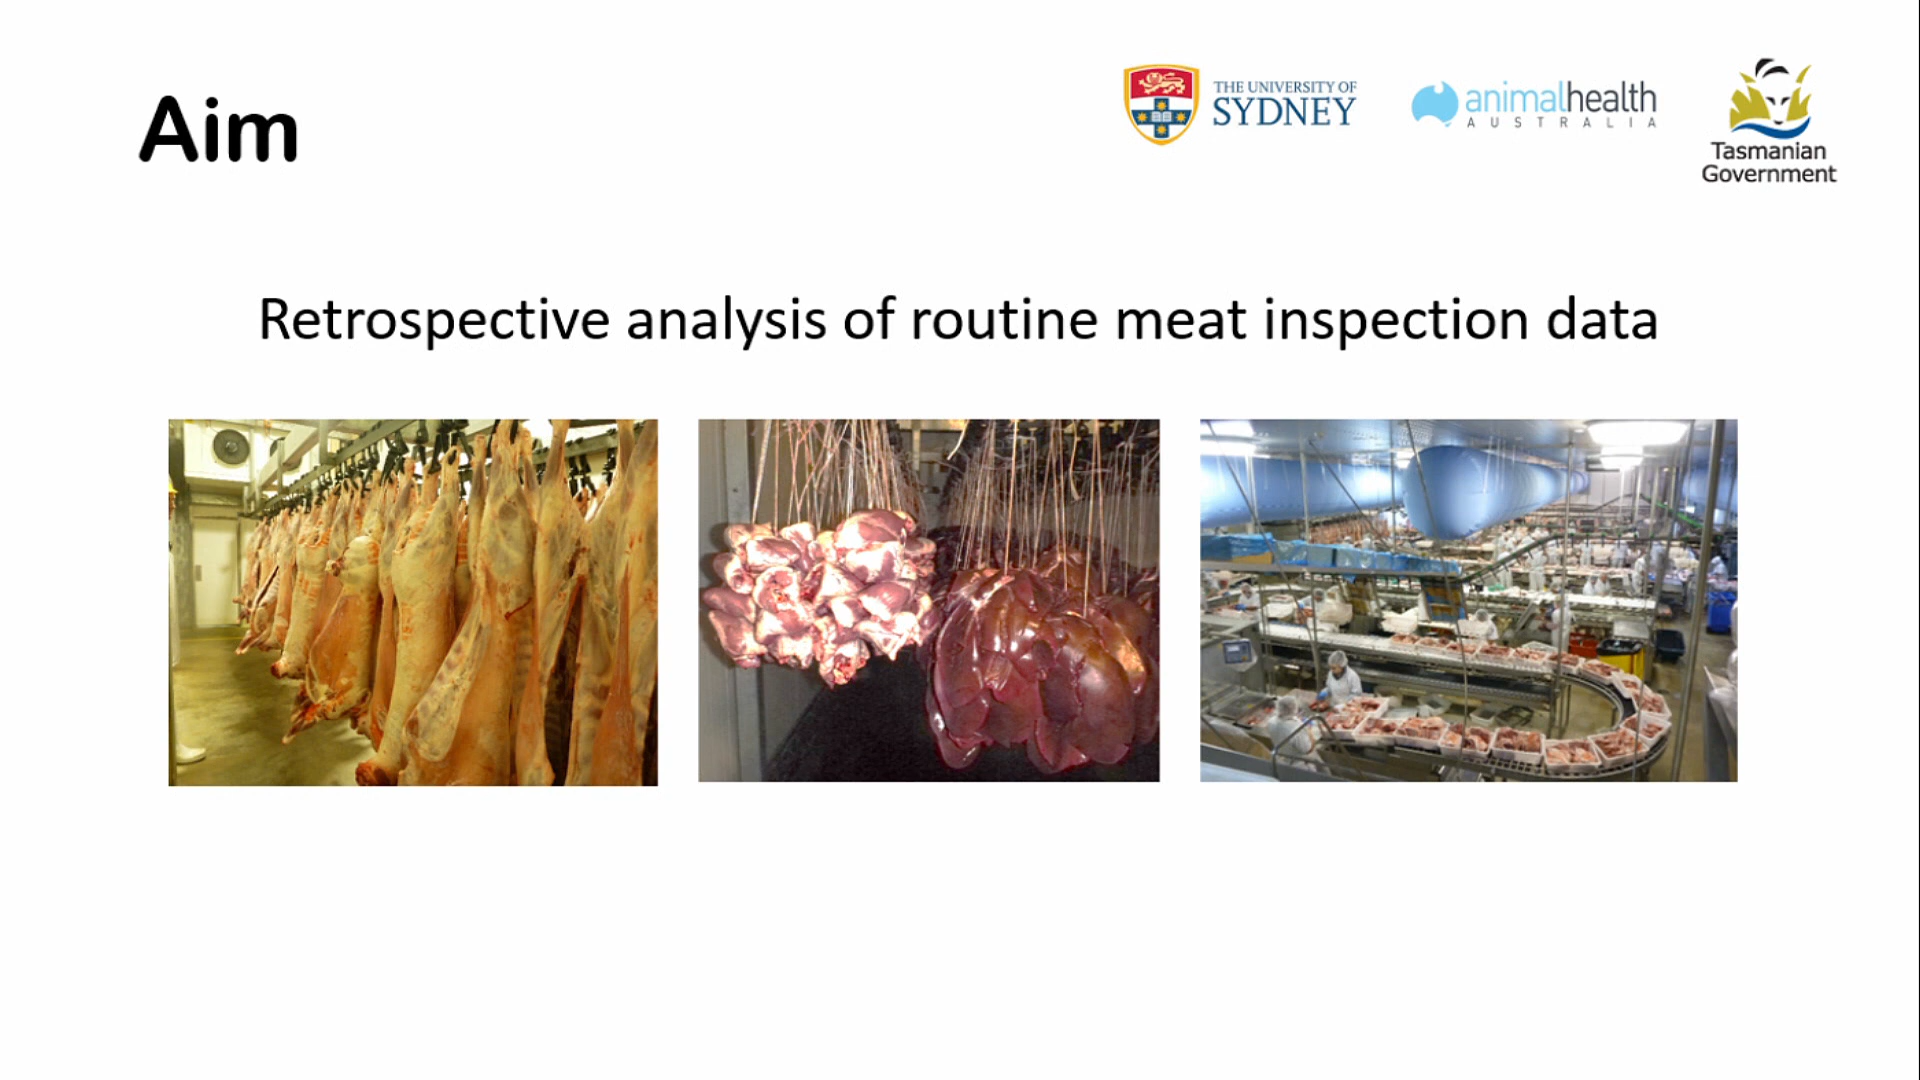 Aim
THE UNIVERSITY OF
SYDNEY
animalhealth
AUSTRALIA
Tasmanian
Government
Retrospective analysis of routine meat inspection data